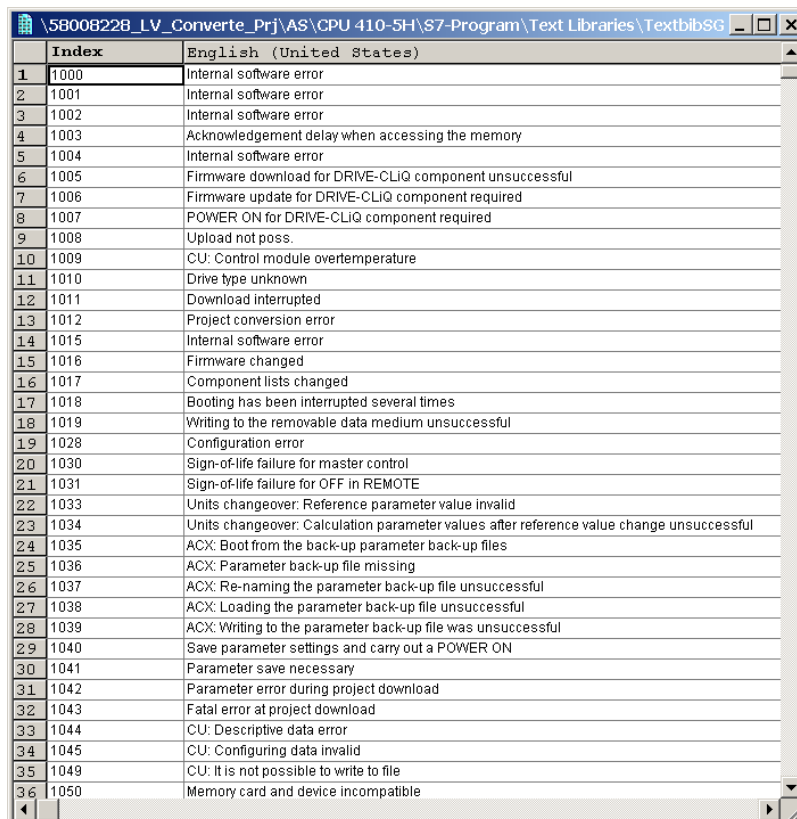 \58008228_LV_Converte_Prj\AS\CPU 410-5H\S7-Program\Text Libraries\TextbibSG
Index English (United States)
1 1000 Internal software error
2 1001 Internal software error
3 1002 Internal software error
4 1003 Acknowledgement delay when accessing the memory
5 1004 Internal software error
6 1005 Firmware download for DRIVE-CLiQ component unsuccessful
7 1006 Firmware update for DRIVE-CLiQ component required
8 1007 POWER ON for DRIVE-CLiQ component required
9 1008 Upload not poss.
10 1009 CU: Control module overtemperature
11 1010 Drive type unknown
12 1011 Download interrupted
13 1012 Project conversion error
14 1015 Internal software error
15 1016 Firmware changed
16 1017 Component lists changed
17 1018 Booting has been interrupted several times
18 1019 Writing to the removable data medium unsuccessful
19 1028 Configuration error
20 1030 Sign-of-life failure for master control
21 1031 Sign-of-life failure for OFF in REMOTE
22 1033 Units changeover: Reference parameter value invalid
23 1034 Units changeover: Calculation parameter values after reference value change unsuccessful
24 1035 ACX: Boot from the back-up parameter back-up files
25 1036 ACX: Parameter back-up file missing
26 1037 ACX: Re-naming the parameter back-up file unsuccessful
27 1038 ACX: Loading the parameter back-up file unsuccessful
28 1039 ACX: Writing to the parameter back-up file was unsuccessful
29 1040 Save parameter settings and carry out a POWER ON
30 1041 Parameter save necessary
31 1042 Parameter error during project download
32 1043 Fatal error at project download
33 1044 CU: Descriptive data error
34 1045 CU: Configuring data invalid
35 1049 CU: It is not possible to write to file
36 1050 Memory card and device incompatible